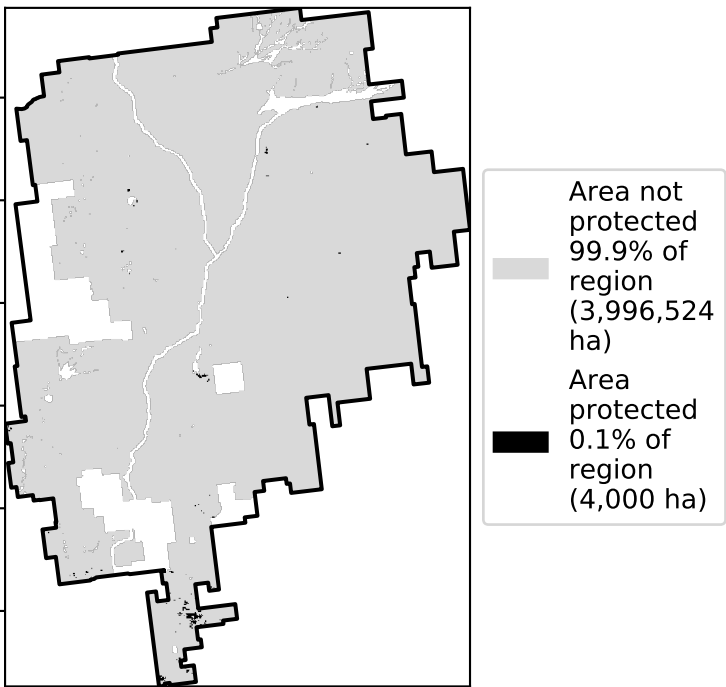 Area not
protected
99.9% of
region
(3,996,524
ha)
Area
protected
0.1% of
region
(4,000 ha)